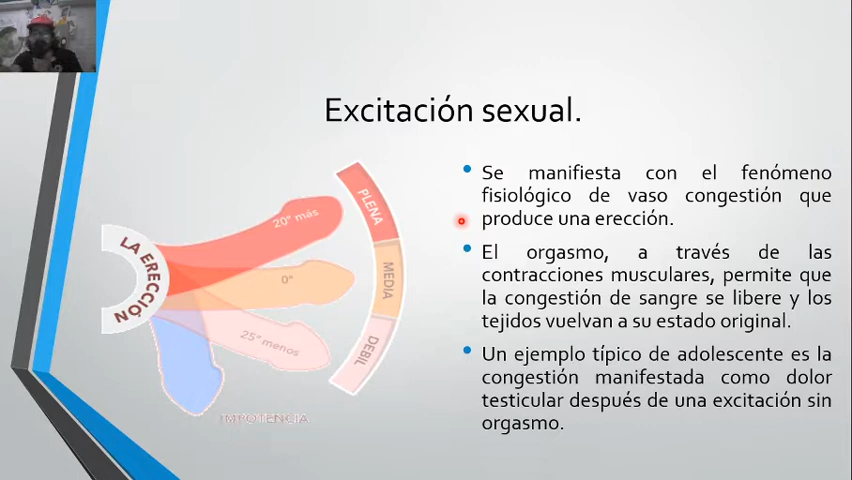 Excitación sexual.
LA ERECCIÓN
20° más
0°
25° menos
PLENA
MEDIA
DEBIL
IMPOTENCIA
Se manifiesta con el fenómeno
fisiológico de vaso congestión que
produce una erección.
El orgasmo, a través de las
contracciones musculares, permite que
la congestión de sangre se libere y los
tejidos vuelvan a su estado original.
Un ejemplo típico de adolescente es la
congestión manifestada como dolor
testicular después de una excitación sin
orgasmo.